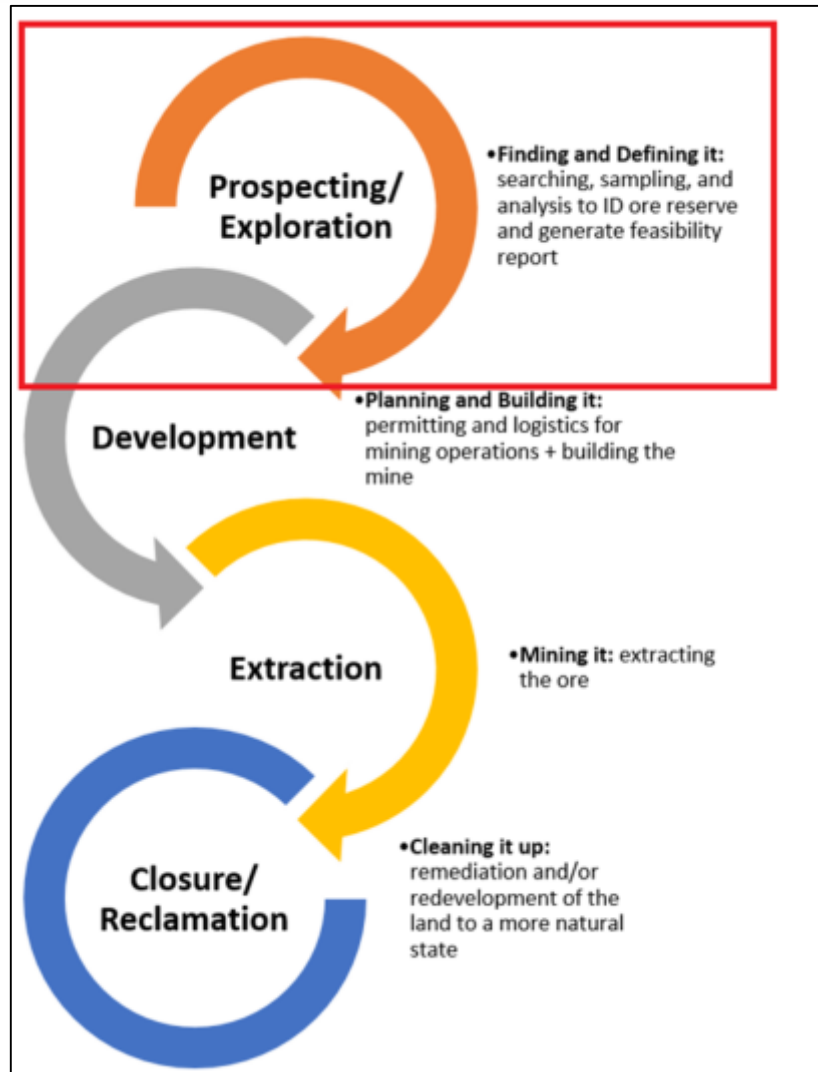 Prospecting/
Exploration
•Finding and Defining it:
searching, sampling, and
analysis to ID ore reserve
and generate feasibility
report
Development
•Planning and Building it:
permitting and logistics for
mining operations + building the
mine
Extraction
•Mining it: extracting
the ore
Closure/
Reclamation
•Cleaning it up:
remediation and/or
redevelopment of the
land to a more natural
state